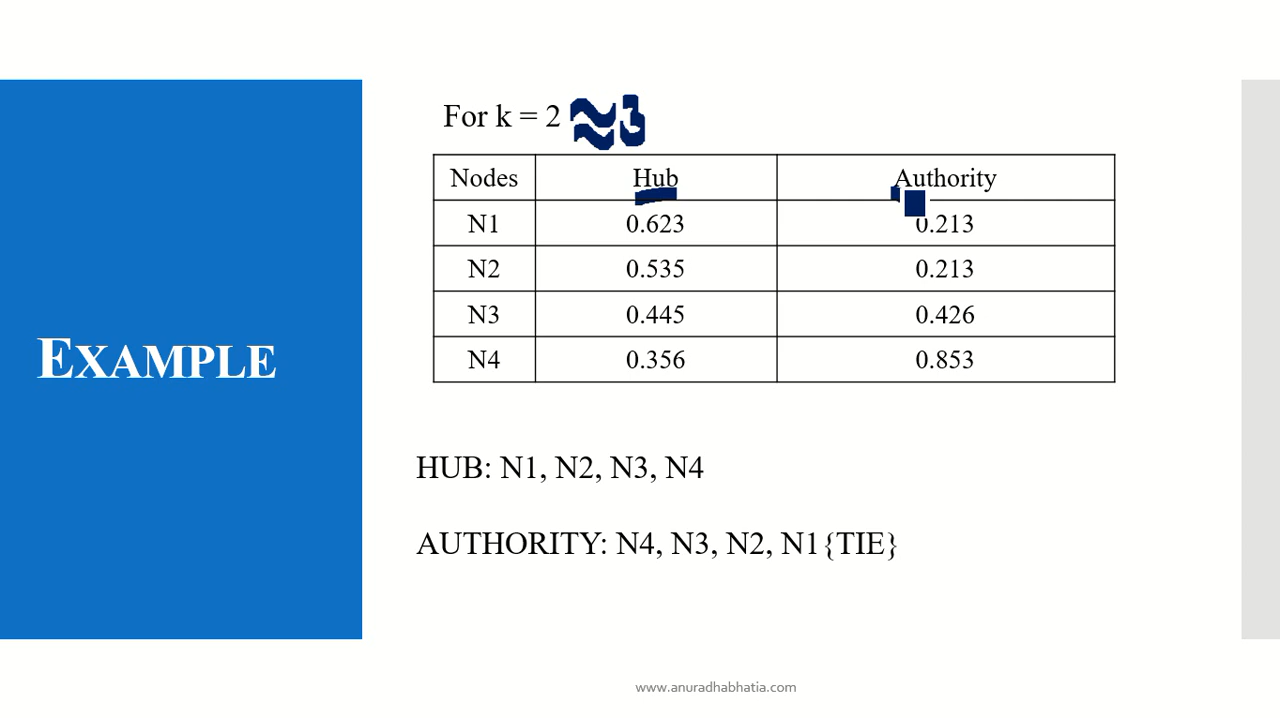 For k = 2 ≈ 3
Nodes Hub Authority
N1 0.623 0.213
N2 0.535 0.213
N3 0.445 0.426
N4 0.356 0.853
EXAMPLE
HUB: N1, N2, N3, N4
AUTHORITY: N4, N3, N2, N1{TIE}
www.anuradhabhatia.com